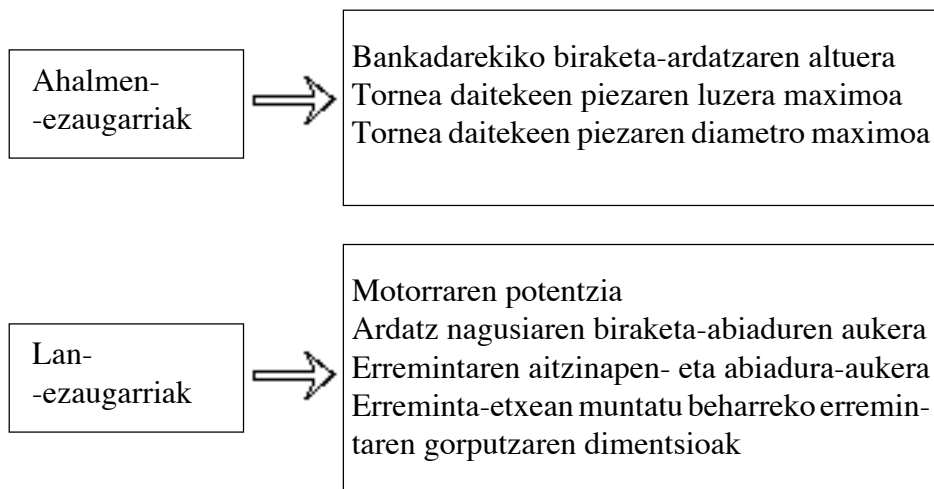 Ahalmen-
-ezaugarriak
Bankadarekiko biraketa-ardatzaren altuera
Tornea daitekeen piezaren luzera maximoa
Tornea daitekeen piezaren diametro maximoa
Lan-
-ezaugarriak
Motorraren potentzia
Ardatz nagusiaren biraketa-abiaduren aukera
Erremintaren aitzinapen- eta abiadura-aukera
Erreminta-etxean muntatu beharreko erremin-
taren gorputzaren dimentsioak